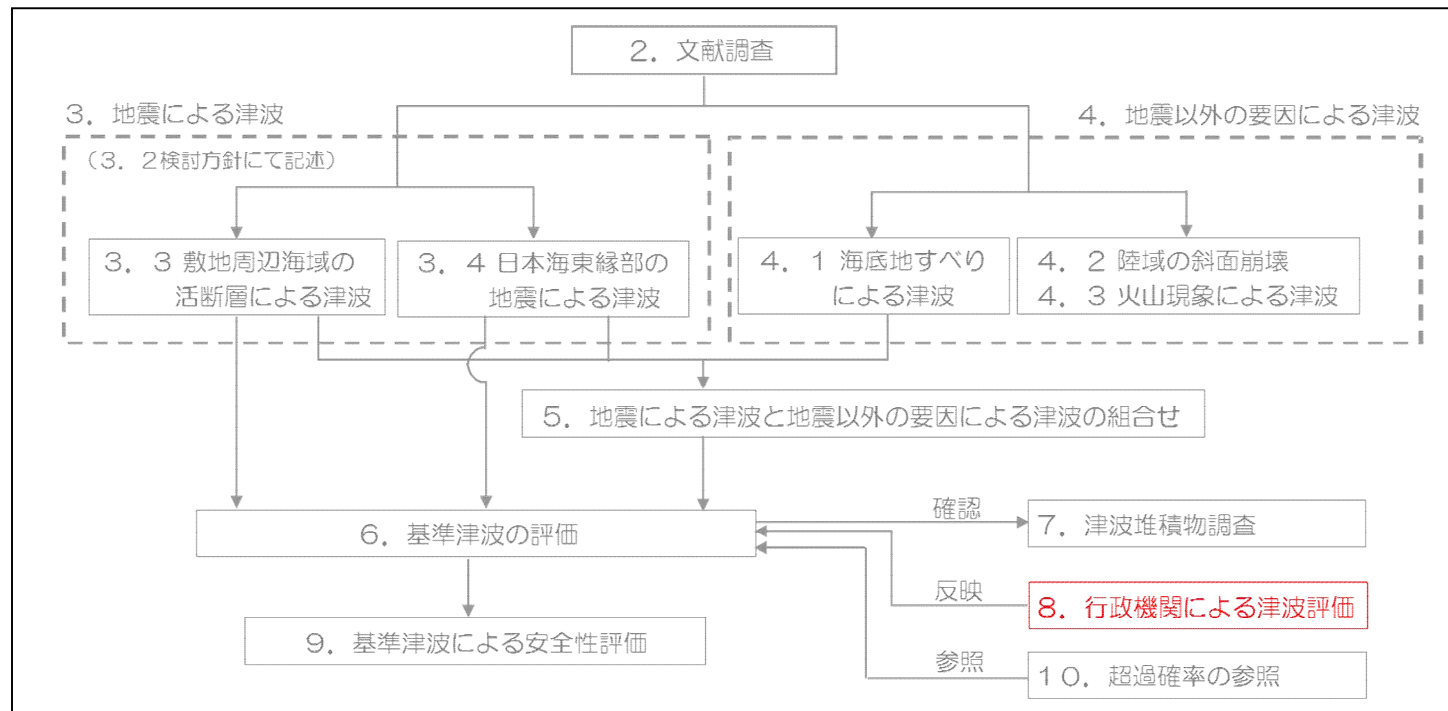 2．文献調査
3．地震による津波
4．地震以外の要因による津波
（3．2検討方針にて記述）
3．3 敷地周辺海域の
活断層による津波
3．4 日本海東縁部の
地震による津波
4．1 海底地すべり
による津波
4．2 陸域の斜面崩壊
4．3 火山現象による津波
5．地震による津波と地震以外の要因による津波の組合せ
6．基準津波の評価
確認
7．津波堆積物調査
反映
8．行政機関による津波評価
9．基準津波による安全性評価
参照
10．超過確率の参照